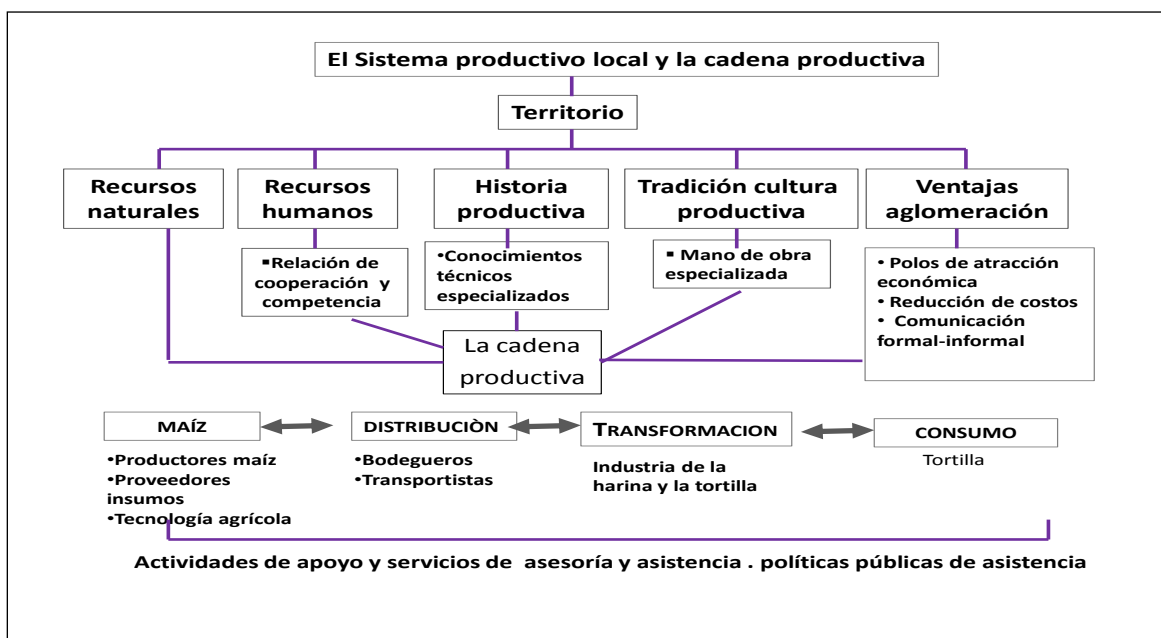 El Sistema productivo local y la cadena productiva
Territorio
Recursos
naturales
Recursos
humanos
Historia
productiva
Tradición cultura
productiva
Ventajas
aglomeración
▪Relación de
cooperación y
competencia
•Conocimientos
técnicos
especializados
▪ Mano de obra
especializada
• Polos de atracción
económica
• Reducción de costos
• Comunicación
formal-informal
La cadena
productiva
MAÍZ
DISTRIBUCIÒN
TRANSFORMACION
CONSUMO
•Productores maíz
•Proveedores
insumos
•Tecnología agrícola
•Bodegueros
•Transportistas
Industria de la
harina y la tortilla
Tortilla
Actividades de apoyo y servicios de asesoría y asistencia . políticas públicas de asistencia